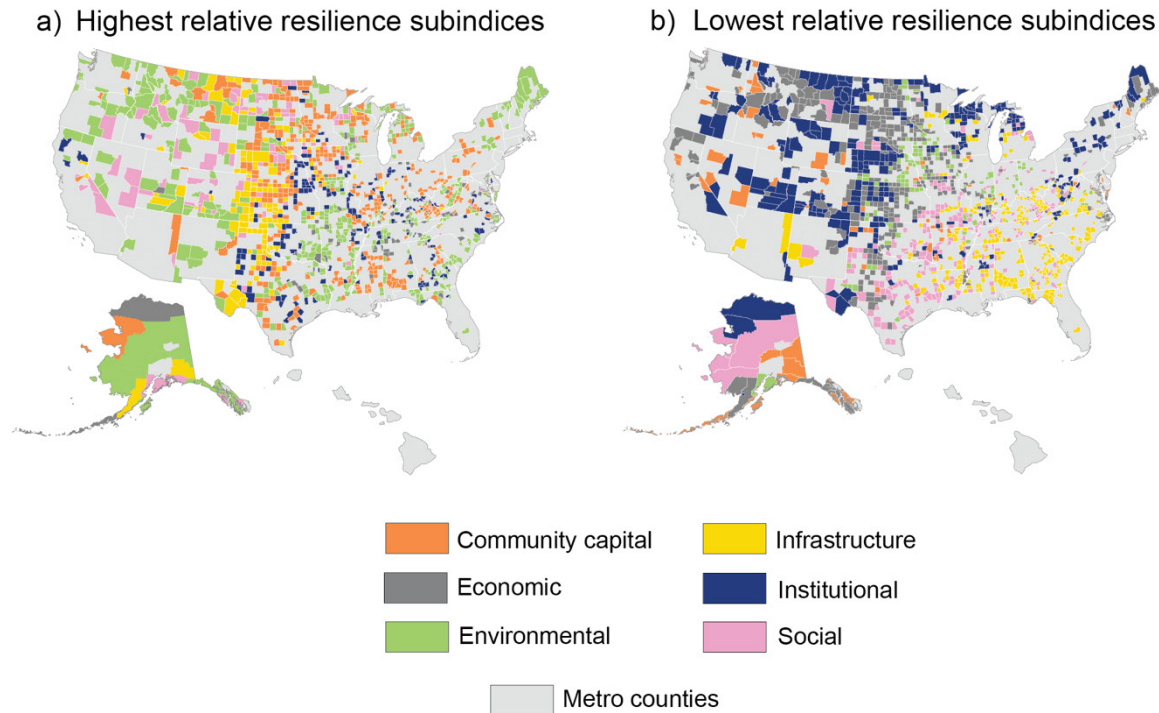 a) Highest relative resilience subindices
b) Lowest relative resilience subindices
Community capital
Infrastructure
Economic
Institutional
Environmental
Social
Metro counties